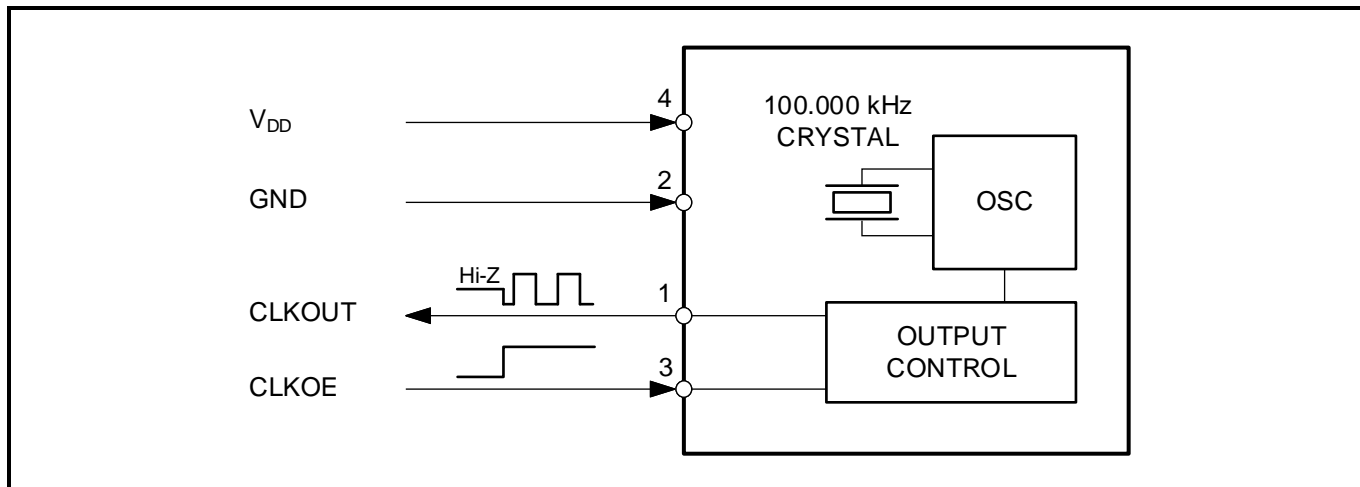 4
V_DD
100.000 kHz
CRYSTAL
2
GND
OSC
Hi-Z
1
CLKOUT
OUTPUT
CONTROL
3
CLKOE